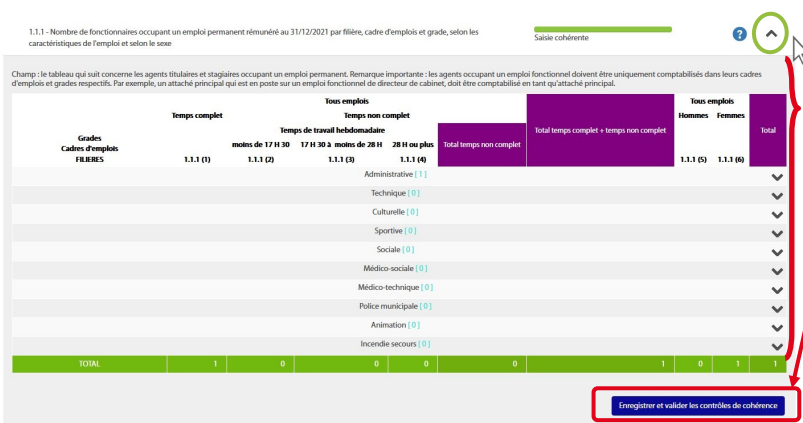 1.1.1 - Nombre de fonctionnaires occupant un emploi permanent rémunéré au 31/12/2021 par filière, cadre d'emplois et grade, selon les
caractéristiques de l'emploi et selon le sexe
Saisie cohérente
?
Champ : le tableau qui suit concerne les agents titulaires et stagiaires occupant un emploi permanent. Remarque importante : les agents occupant un emploi fonctionnel doivent être uniquement comptabilisés dans leurs cadres
d'emplois et grades respectifs. Par exemple, un attaché principal qui est en poste sur un emploi fonctionnel de directeur de cabinet, doit être comptabilisé en tant qu'attaché principal.
Tous emplois
Tous emplois
Temps complet
Temps non complet
Hommes Femmes
Temps de travail hebdomadaire
Total temps complet + temps non complet
Total
Grades
Cadres d'emplois
FILIERES
moins de 17 H 30
17 H 30 à moins de 28 H
28 H ou plus
Total temps non complet
1.1.1 (1) 1.1.1 (2) 1.1.1 (3) 1.1.1 (4) 1.1.1 (5) 1.1.1 (6)
Administrative [ 1 ]
Technique [ 0 ]
Culturelle [ 0 ]
Sportive [ 0 ]
Sociale [ 0 ]
Médico-sociale [ 0 ]
Médico-technique [ 0 ]
Police municipale [ 0 ]
Animation [ 0 ]
Incendie secours [ 0 ]
TOTAL 1 0 0 0 0 1 0 1 1
Enregistrer et valider les contrôles de cohérence